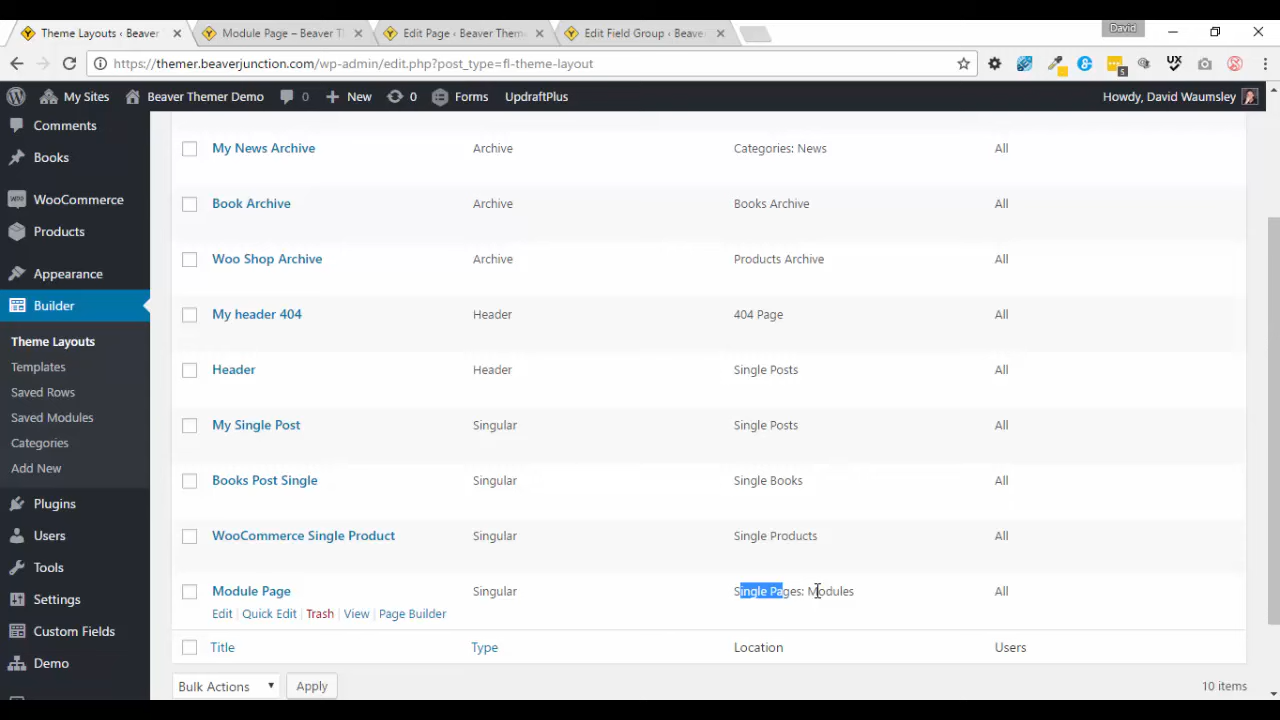 Theme Layouts ‹ Beaver
Module Page – Beaver T
Edit Page ‹ Beaver Them
Edit Field Group ‹ Beave
David
https://themer.beaverjunction.com/wp-admin/edit.php?post_type=fl-theme-layout
5
UX
My Sites
Beaver Themer Demo
0
New
0
Forms
UpdraftPlus
Howdy, David Waumsley
Comments
Books
WooCommerce
Products
Appearance
Builder
Theme Layouts
Templates
Saved Rows
Saved Modules
Categories
Add New
Plugins
Users
Tools
Settings
Custom Fields
Demo
My News Archive Archive Categories: News All
Book Archive Archive Books Archive All
Woo Shop Archive Archive Products Archive All
My header 404 Header 404 Page All
Header Header Single Posts All
My Single Post Singular Single Posts All
Books Post Single Singular Single Books All
WooCommerce Single Product Singular Single Products All
Module Page Singular Single Pages: Modules All
Edit | Quick Edit | Trash | View | Page Builder
Title Type Location Users
Bulk Actions Apply 10 items